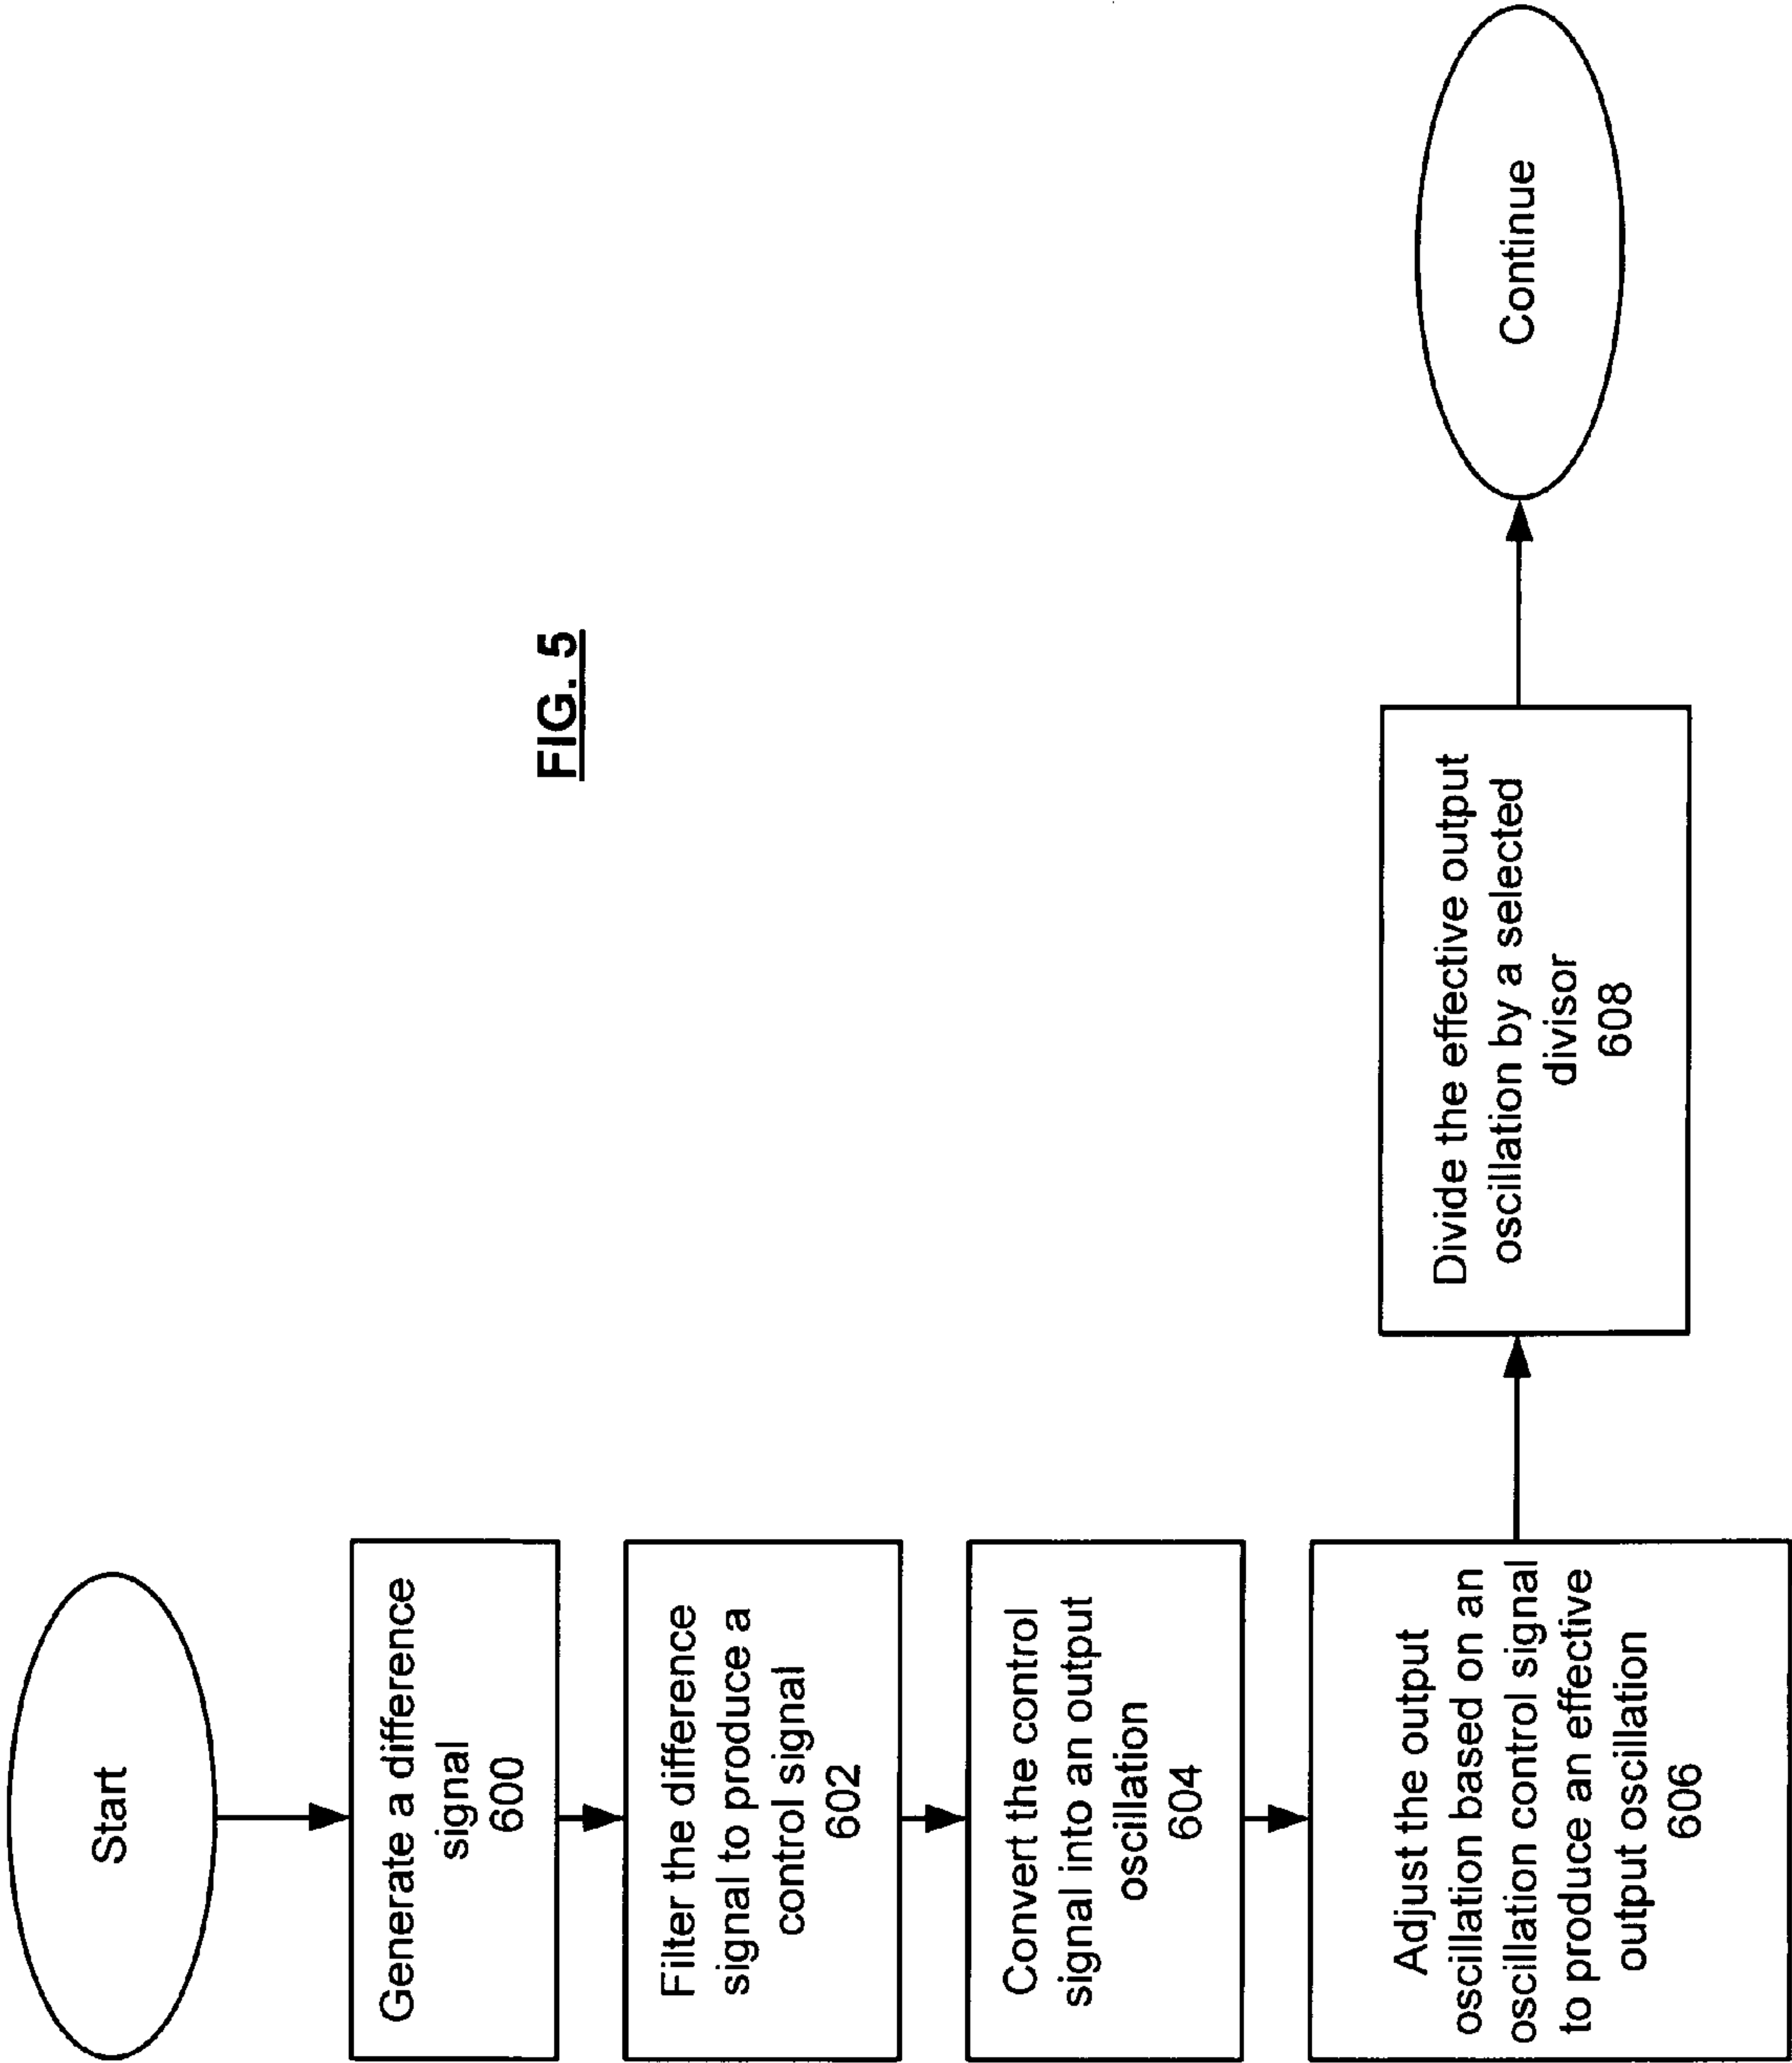 Start
Generate a difference
signal
600
Filter the difference
signal to produce a
control signal
602
Convert the control
signal into an output
oscillation
604
Adjust the output
oscillation based on an
oscillation control signal
to produce an effective
output oscillation
606
Divide the effective output
oscillation by a selected
divisor
608
Continue
FIG. 5